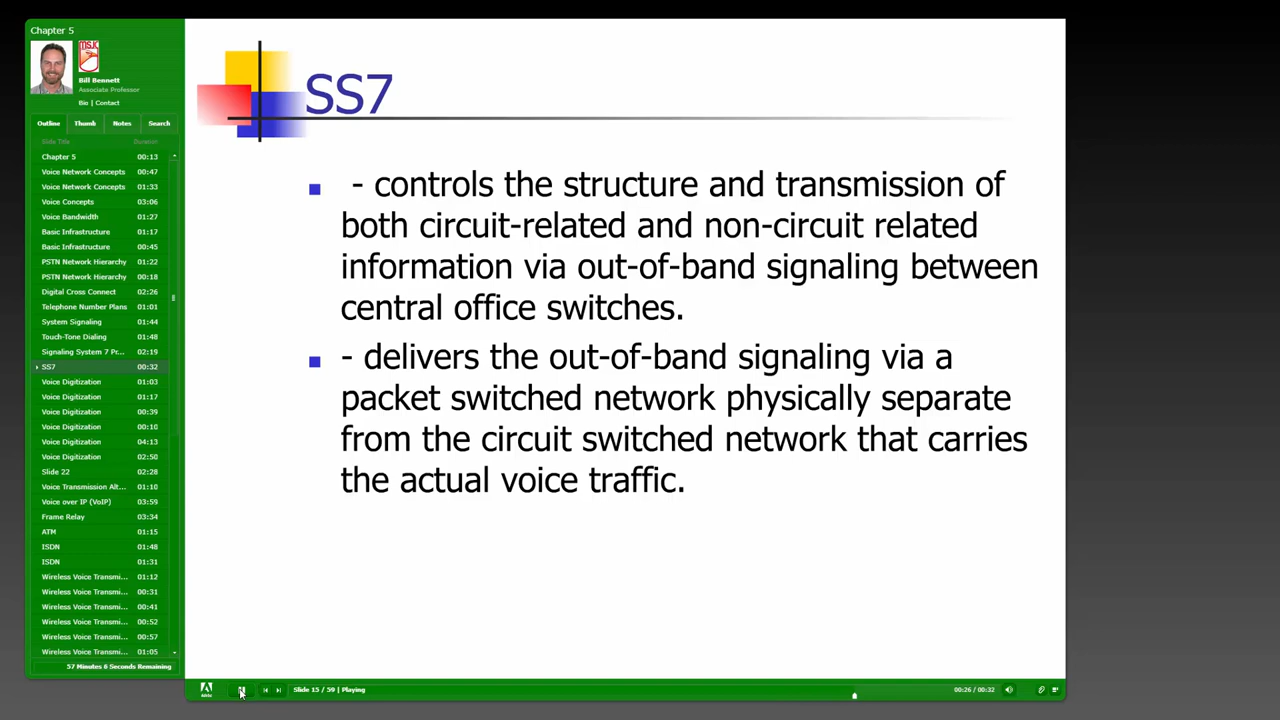 Chapter 5
Bill Bennett
Associate Professor
Bio | Contact
Outline Thumb Notes Search
Slide Title Duration
Chapter 5 00:13
Voice Network Concepts 00:47
Voice Network Concepts 01:33
Voice Concepts 03:06
Voice Bandwidth 01:27
Basic Infrastructure 01:17
Basic Infrastructure 00:45
PSTN Network Hierarchy 01:22
PSTN Network Hierarchy 00:18
Digital Cross Connect 02:26
Telephone Number Plans 01:01
System Signaling 01:44
Touch-Tone Dialing 01:48
Signaling System 7 Pr... 02:19
SS7 00:32
Voice Digitization 01:03
Voice Digitization 01:17
Voice Digitization 00:39
Voice Digitization 00:10
Voice Digitization 04:13
Voice Digitization 02:50
Slide 22 02:28
Voice Transmission Alt... 01:10
Voice over IP (VoIP) 03:59
Frame Relay 03:34
ATM 01:15
ISDN 01:48
ISDN 01:31
Wireless Voice Transmi... 01:12
Wireless Voice Transmi... 00:31
Wireless Voice Transmi... 00:41
Wireless Voice Transmi... 00:52
Wireless Voice Transmi... 00:57
Wireless Voice Transmi... 01:05
57 Minutes 6 Seconds Remaining
SS7
- controls the structure and transmission of
both circuit-related and non-circuit related
information via out-of-band signaling between
central office switches.
- delivers the out-of-band signaling via a
packet switched network physically separate
from the circuit switched network that carries
the actual voice traffic.
Slide 15 / 59 | Playing
00:26 / 00:32